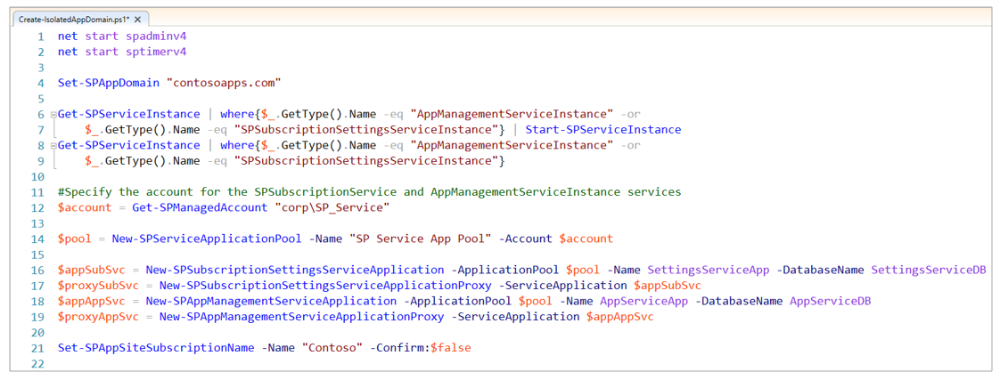 Create-IsolatedAppDomain.ps1* X
1 net start spadminv4
2 net start sptimerv4
3
4 Set-SPAppDomain "contosoapps.com"
5
6 Get-SPServiceInstance | where{$_.GetType().Name -eq "AppManagementServiceInstance" -or
7 $_.GetType().Name -eq "SPSubscriptionSettingsServiceInstance"} | Start-SPServiceInstance
8 Get-SPServiceInstance | where{$_.GetType().Name -eq "AppManagementServiceInstance" -or
9 $_.GetType().Name -eq "SPSubscriptionSettingsServiceInstance"}
10
11 #Specify the account for the SPSubscriptionService and AppManagementServiceInstance services
12 $account = Get-SPManagedAccount "corp\SP_Service"
13
14 $pool = New-SPServiceApplicationPool -Name "SP Service App Pool" -Account $account
15
16 $appSubSvc = New-SPSubscriptionSettingsServiceApplication -ApplicationPool $pool -Name SettingsServiceApp -DatabaseName SettingsServiceDB
17 $proxySubSvc = New-SPSubscriptionSettingsServiceApplicationProxy -ServiceApplication $appSubSvc
18 $appAppSvc = New-SPAppManagementServiceApplication -ApplicationPool $pool -Name AppServiceApp -DatabaseName AppServiceDB
19 $proxyAppSvc = New-SPAppManagementServiceApplicationProxy -ServiceApplication $appAppSvc
20
21 Set-SPAppSiteSubscriptionName -Name "Contoso" -Confirm:$false
22